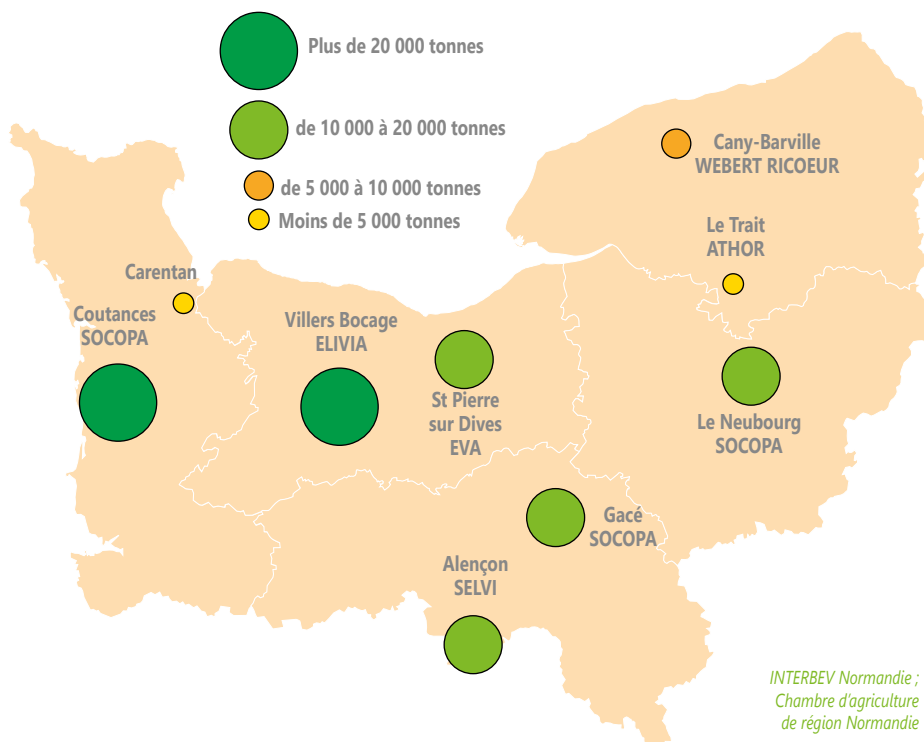 Plus de 20 000 tonnes
de 10 000 à 20 000 tonnes
de 5 000 à 10 000 tonnes
Moins de 5 000 tonnes
Cany-Barville
WEBERT RICOEUR
Le Trait
ATHOR
Carentan
Coutances
SOCOPA
Villers Bocage
ELIVIA
St Pierre
sur Dives
EVA
Le Neubourg
SOCOPA
Gacé
SOCOPA
Alençon
SELVI
INTERBEV Normandie ;
Chambre d'agriculture
de région Normandie